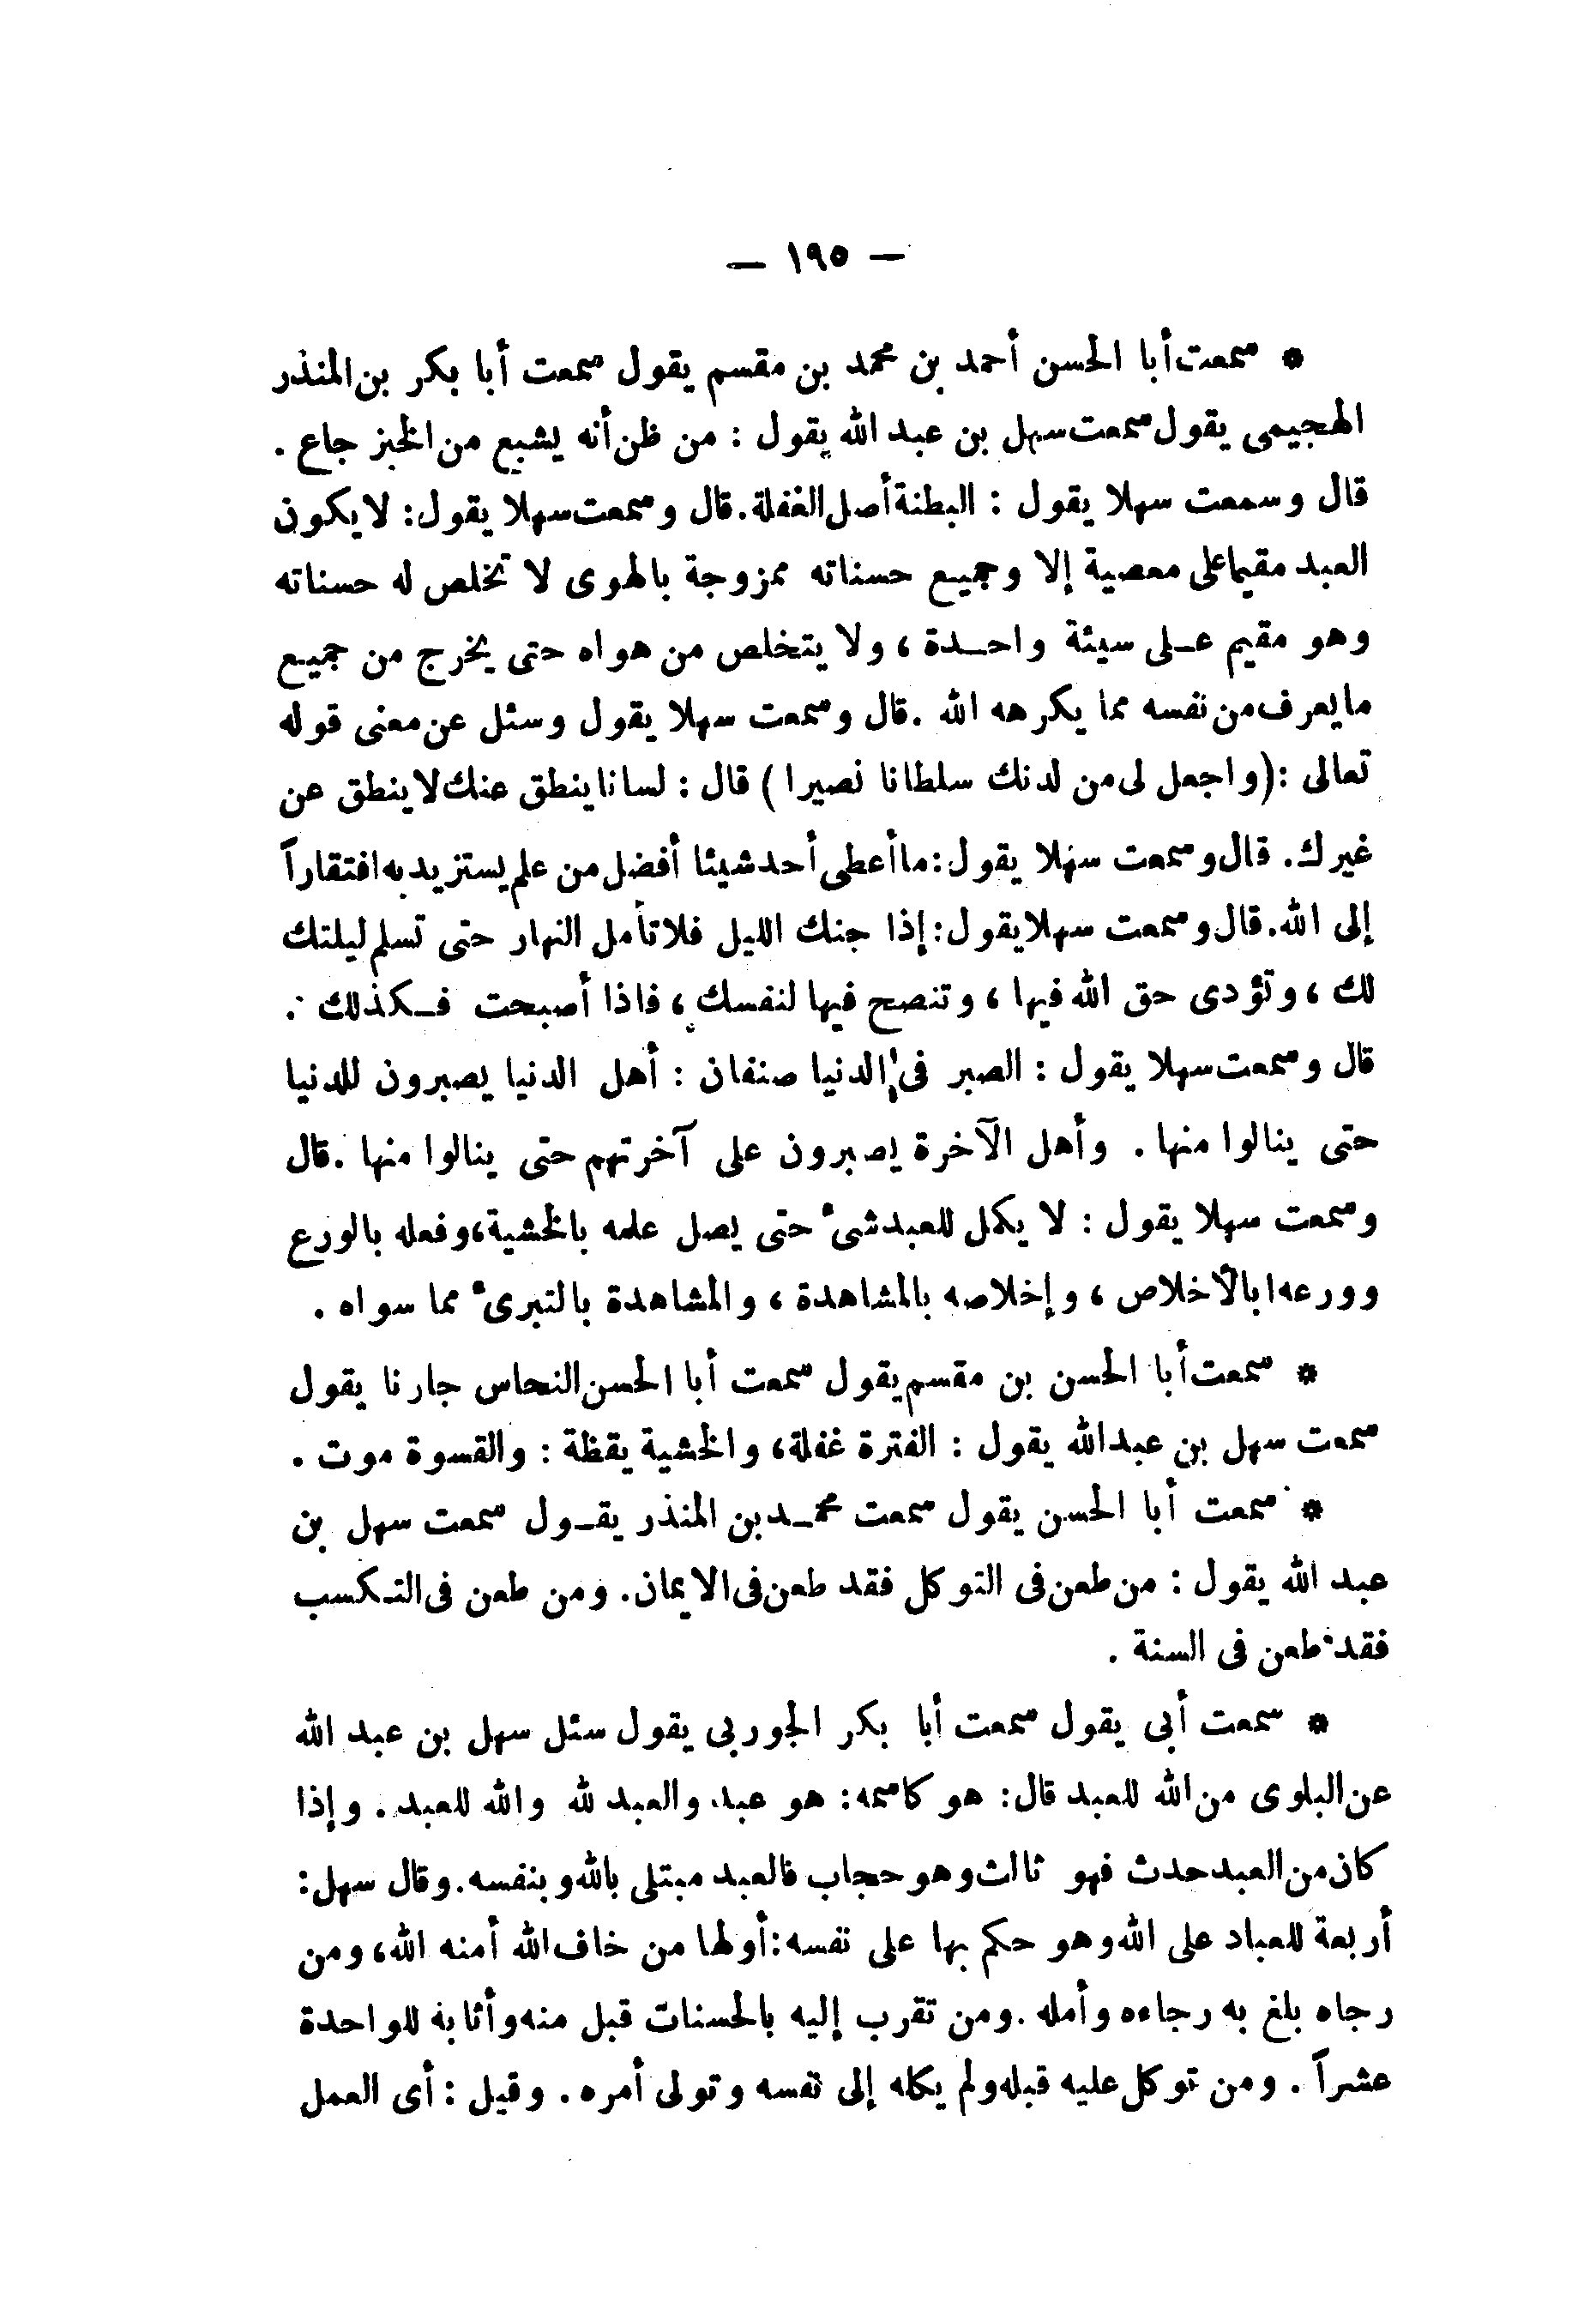 — ١٩٥ —
* سمعت أبا الحسن أحمد بن محمد بن مقسم يقول سمعت أبا بكر بن المنذر
الهجيمى يقول سمعت سهل بن عبد الله يقول : من ظن أنه يشبع من الخبز جاع .
قال وسمعت سهلا يقول : البطنة أصل الغفلة. قال وسمعت سهلا يقول: لا يكون
العبد مقيما على معصية إلا وجميع حسناته ممزوجة بالهوى لا تخلص له حسناته
وهو مقيم على سيئة واحدة ، ولا يتخلص من هواه حتى يخرج من جميع
ما يعرف من نفسه مما يكرهه الله . قال وسمعت سهلا يقول وسئل عن معنى قوله
تعالى :(واجعل لى من لدنك سلطانا نصيرا) قال : لسانا ينطق عنك لا ينطق عن
غيرك. قال وسمعت سهلا يقول: ما أعطى أحد شيئا أفضل من علم يستزيد به افتقاراً
إلى الله. قال وسمعت سهلا يقول: إذا جنك الليل فلا تأمل النهار حتى تسلم ليلتك
لك ، وتؤدى حق الله فيها ، وتنصح فيها لنفسك ، فاذا أصبحت فكذلك .
قال وسمعت سهلا يقول : الصبر فى الدنيا صنفان : أهل الدنيا يصبرون للدنيا
حتى ينالوا منها . وأهل الآخرة يصبرون على آخرتهم حتى ينالوا منها . قال
وسمعت سهلا يقول : لا يكمل للعبد شىء حتى يصل علمه بالخشية، وفعله بالورع
وورعه ابالأخلاص ، وإخلاصه بالمشاهدة ، والمشاهدة بالتبرىء مما سواه .
* سمعت أبا الحسن بن مقسم يقول سمعت أبا الحسن النحاس جارنا يقول
سمعت سهل بن عبد الله يقول : الفترة غفلة، والخشية يقظة : والقسوة موت .
* سمعت أبا الحسن يقول سمعت محمد بن المنذر يقول سمعت سهل بن
عبد الله يقول : من طعن فى التوكل فقد طعن فى الايمان. ومن طعن فى التكسب
فقد طعن فى السنة .
* سمعت أبى يقول سمعت أبا بكر الجوربى يقول سئل سهل بن عبد الله
عن البلوى من الله للعبد قال: هو كاسمه: هو عبد والعبد لله والله للعبد . وإذا
كان من العبد حدث فهو ثالث وهو حجاب فالعبد مبتلى بالله وبنفسه. وقال سهل:
أربعة للعباد على الله وهو حكم بها على نفسه: أولها من خاف الله أمنه الله، ومن
رجاه بلغ به رجاءه وأمله . ومن تقرب إليه بالحسنات قبل منه وأثابه للواحدة
عشراً . ومن توكل عليه قبله ولم يكله إلى نفسه وتولى أمره . وقيل : أى العمل